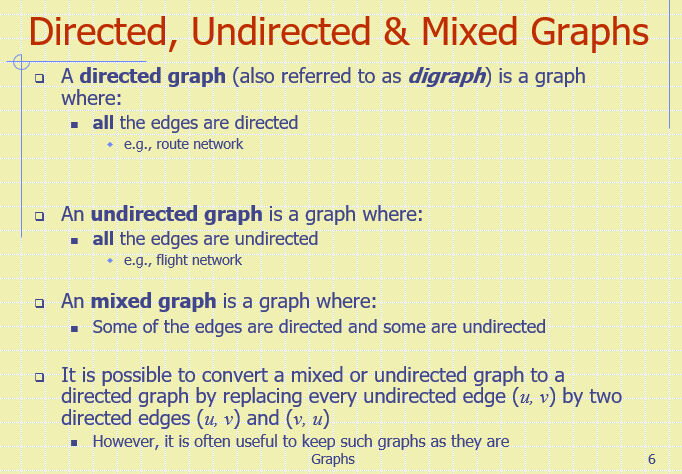 Directed, Undirected & Mixed Graphs
A directed graph (also referred to as digraph) is a graph
where:
all the edges are directed
e.g., route network
An undirected graph is a graph where:
all the edges are undirected
e.g., flight network
An mixed graph is a graph where:
Some of the edges are directed and some are undirected
It is possible to convert a mixed or undirected graph to a
directed graph by replacing every undirected edge (u, v) by two
directed edges (u, v) and (v, u)
However, it is often useful to keep such graphs as they are
Graphs 6